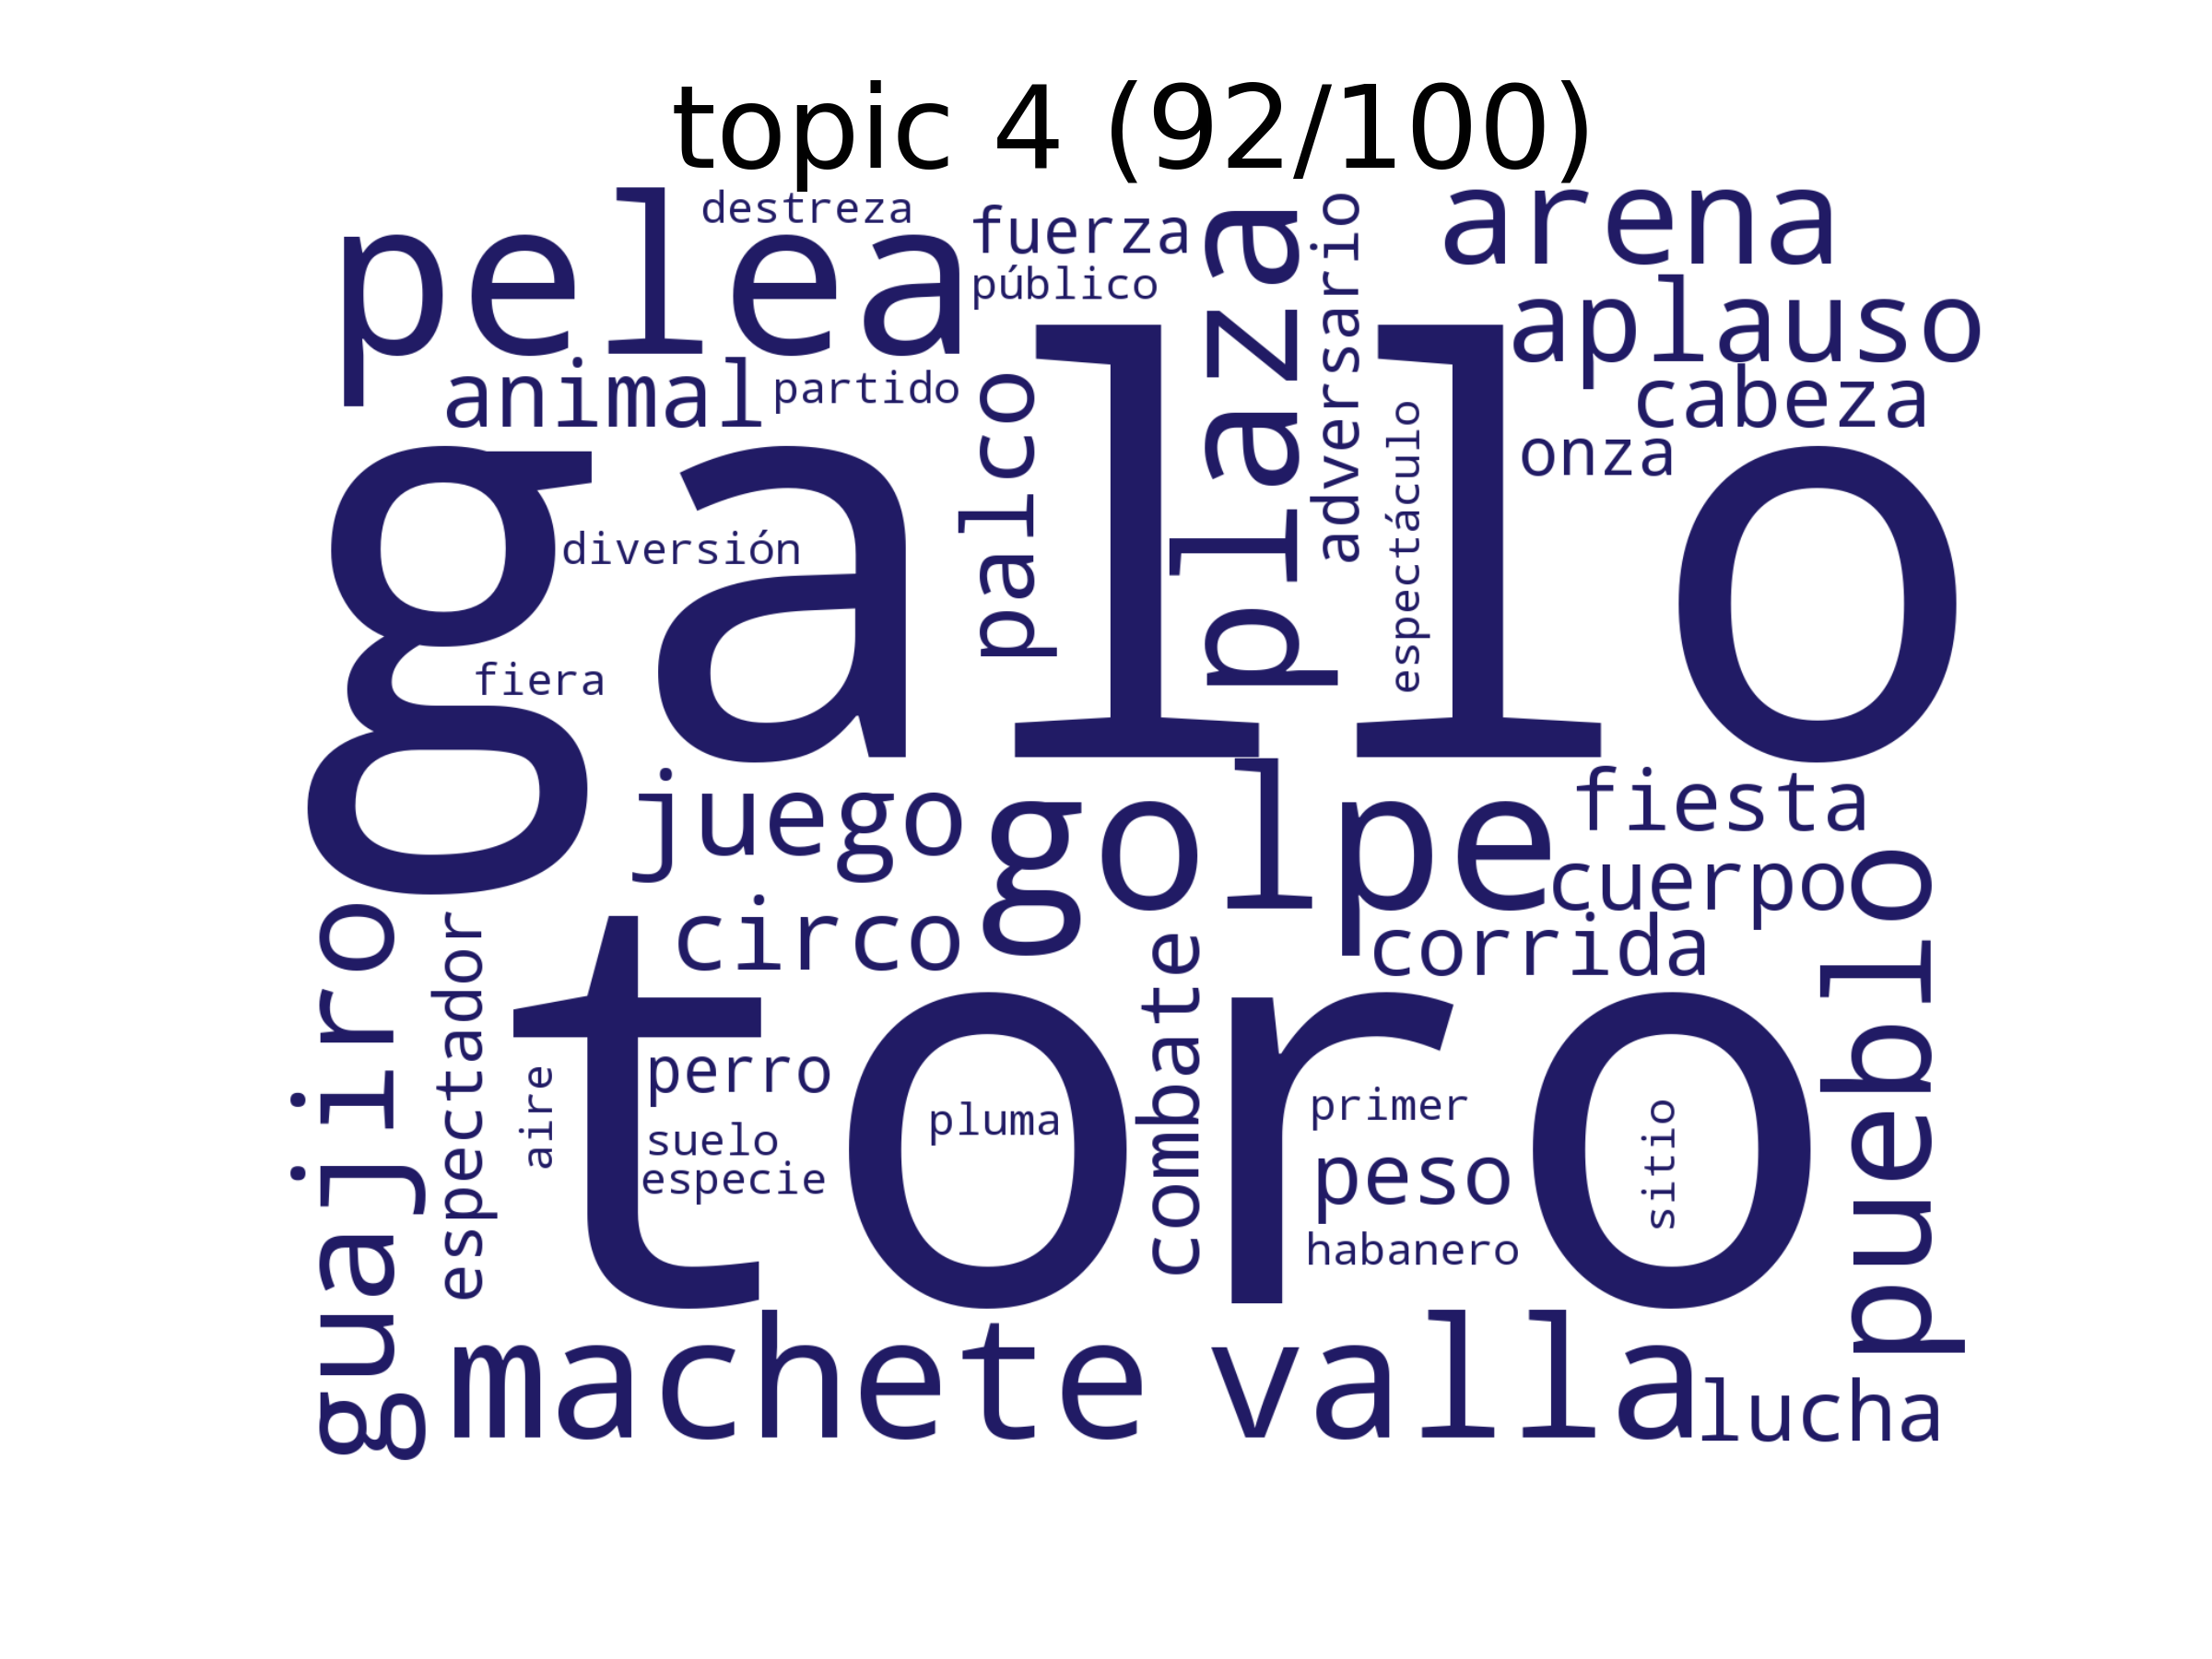 topic 4 (92/100)
destreza
pelea
fuerza
público
plaza
adversario
arena
aplauso
animal
partido
palco
cabeza
espectáculo
onza
gallo
diversión
fiera
juego
golpe
fiesta
cuerpo
circo
corrida
guajiro
espectador
toro
combate
pueblo
aire
perro
pluma
primer
suelo
especie
peso
sitio
habanero
machete
valla
lucha